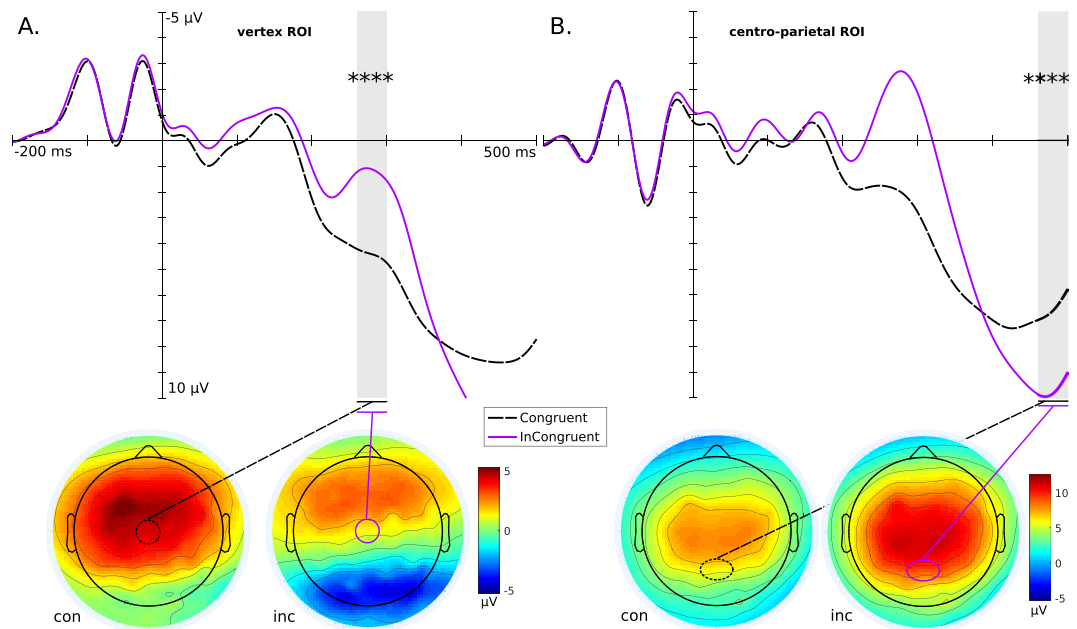 A.
-5 µV
vertex ROI
****
-200 ms
500 ms
10 µV
B.
centro-parietal ROI
****
Congruent
InCongruent
con
inc
5
0
-5
µV
con
inc
10
5
0
-5
µV